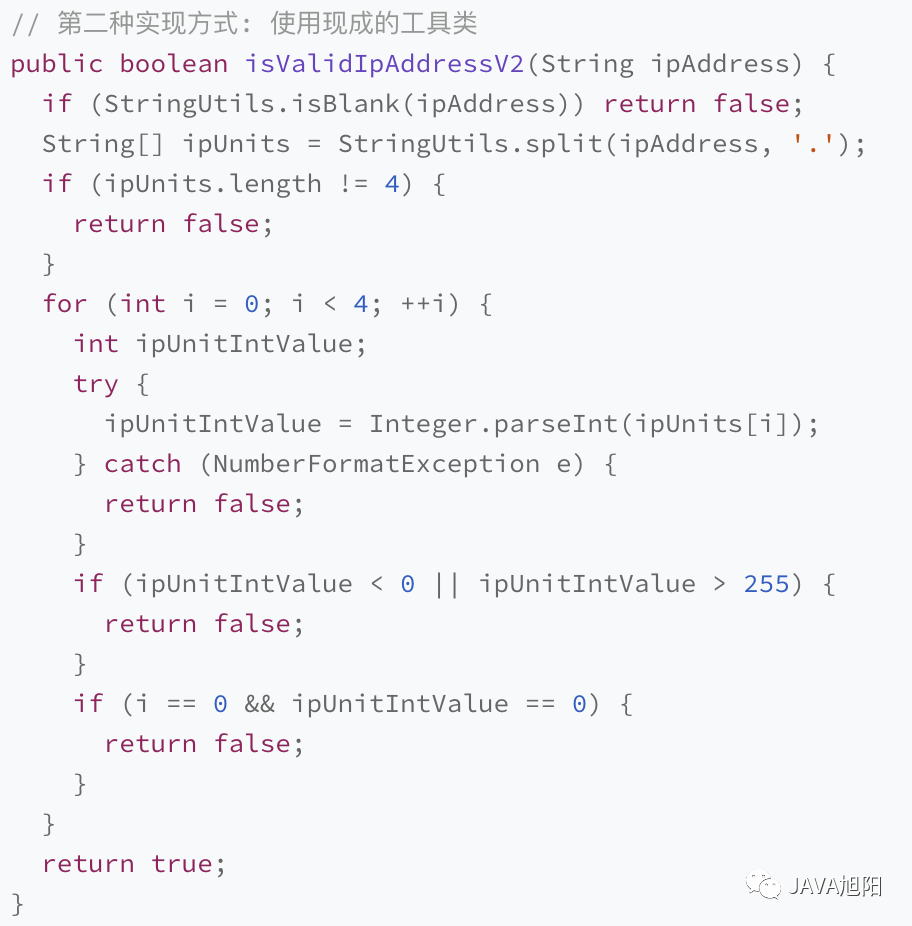 // 第二种实现方式: 使用现成的工具类
public boolean isValidIpAddressV2(String ipAddress) {
  if (StringUtils.isBlank(ipAddress)) return false;
  String[] ipUnits = StringUtils.split(ipAddress, '.');
  if (ipUnits.length != 4) {
    return false;
  }
  for (int i = 0; i < 4; ++i) {
    int ipUnitIntValue;
    try {
      ipUnitIntValue = Integer.parseInt(ipUnits[i]);
    } catch (NumberFormatException e) {
      return false;
    }
    if (ipUnitIntValue < 0 || ipUnitIntValue > 255) {
      return false;
    }
    if (i == 0 && ipUnitIntValue == 0) {
      return false;
    }
  }
  return true;
}
JAVA旭阳